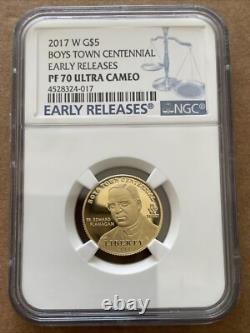 2017 W G$5
BOYS TOWN CENTENNIAL
EARLY RELEASES
PF 70 ULTRA CAMEO
4528324-017
NGC
EARLY RELEASES
BOYS TOWN CENTENNIAL
FR. EDWARD
FLANAGAN
LIBERTY